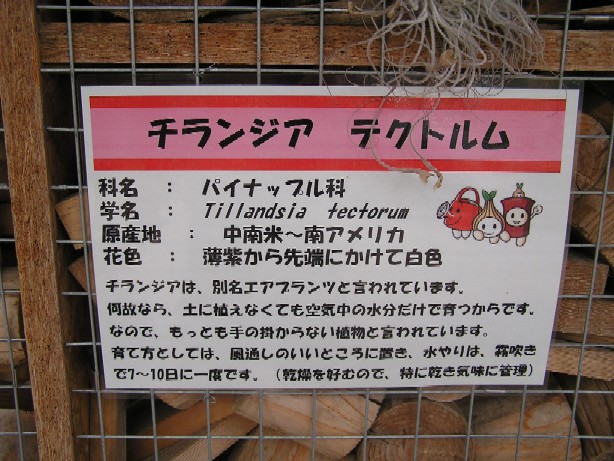 チランジア　テクトルム
科名　：　パイナップル科
学名　：　Tillandsia tectorum
原産地　：　中南米～南アメリカ
花色　：　薄紫から先端にかけて白色
チランジアは、別名エアプランツと言われています。
何故なら、土に植えなくても空気中の水分だけで育つからです。
なので、もっとも手の掛からない植物と言われています。
育て方としては、風通しのいいところに置き、水やりは、霧吹き
で7～10日に一度です。（乾燥を好むので、特に乾き気味に管理）